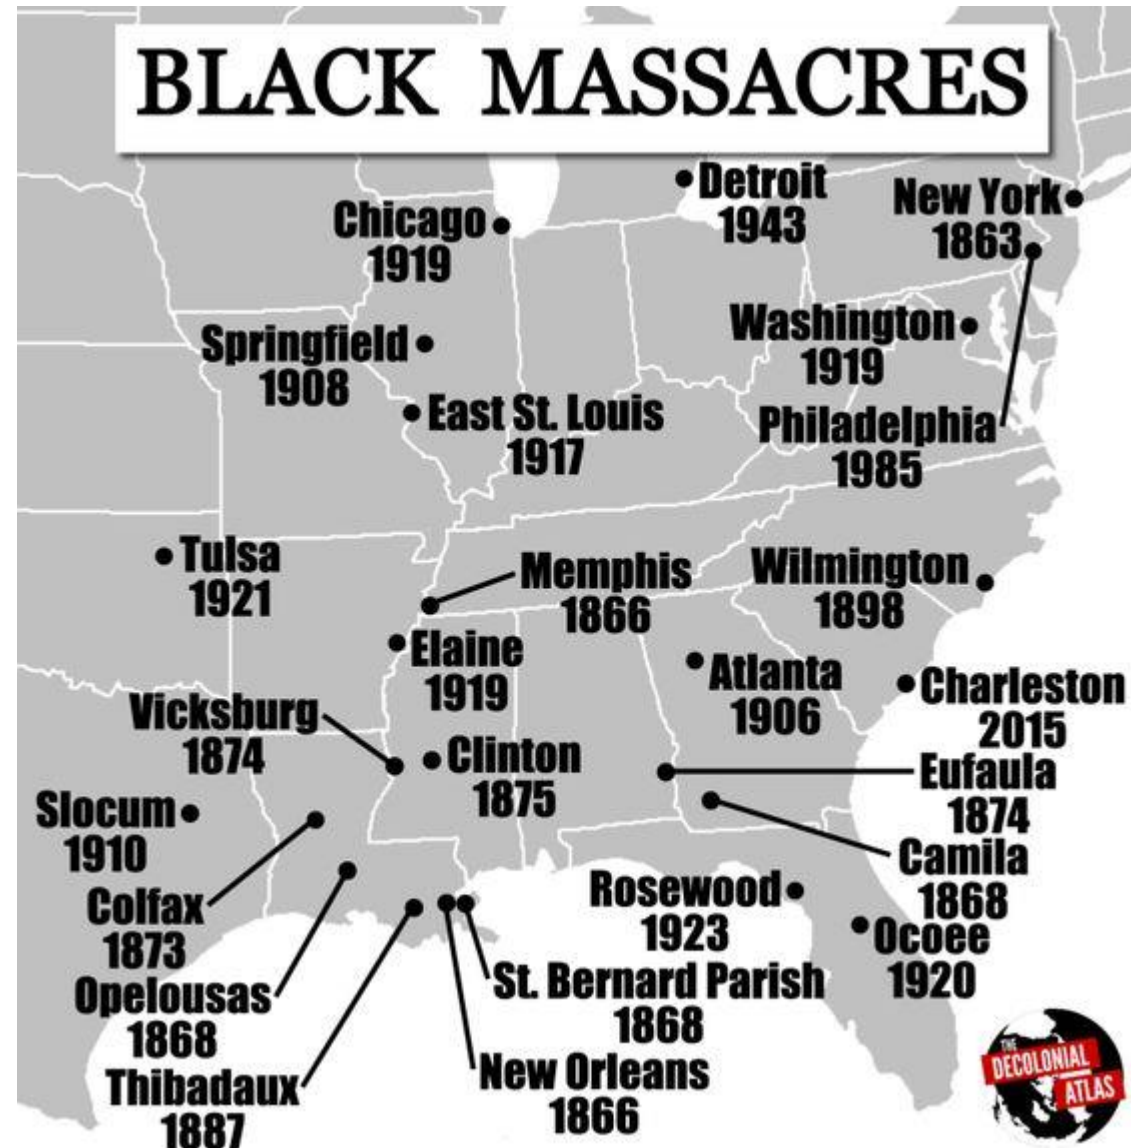 BLACK MASSACRES
Detroit
1943
New York
1863
Chicago
1919
Washington
1919
Springfield
1908
East St. Louis
1917
Philadelphia
1985
Tulsa
1921
Memphis
1866
Wilmington
1898
Elaine
1919
Atlanta
1906
Charleston
2015
Vicksburg
1874
Clinton
1875
Eufaula
1874
Slocum
1910
Camila
1868
Colfax
1873
Rosewood
1923
Ocoee
1920
Opelousas
1868
St. Bernard Parish
1868
Thibadaux
1887
New Orleans
1866
THE
DECOLONIAL
ATLAS